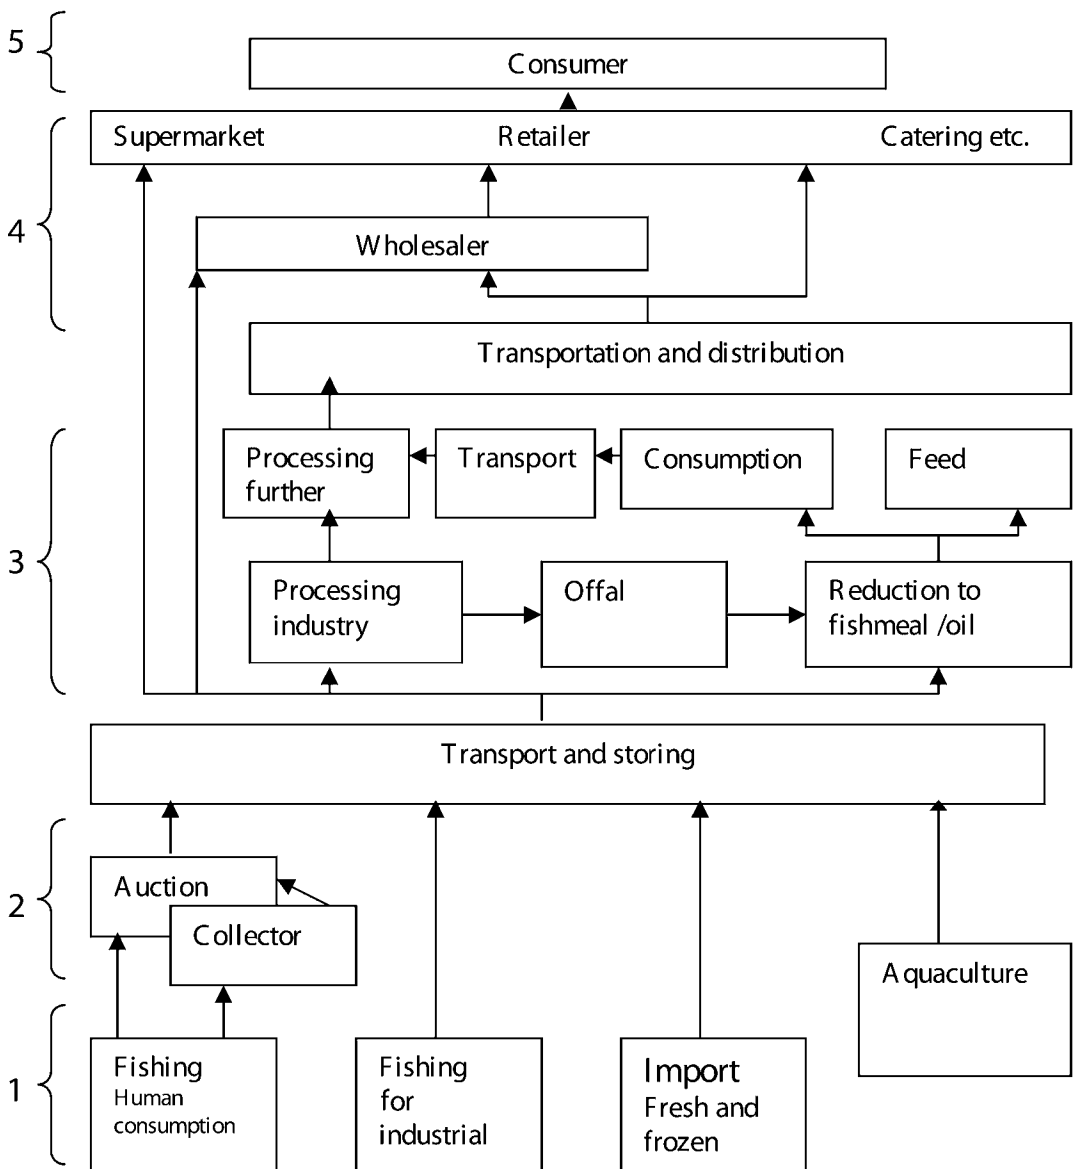 5
Consumer
Supermarket Retailer Catering etc.
4
Wholesaler
Transportation and distribution
3
Processing
further
Transport
Consumption
Feed
Processing
industry
Offal
Reduction to
fishmeal /oil
Transport and storing
2
Auction
Collector
Aquaculture
1
Fishing
Human
consumption
Fishing
for
industrial
Import
Fresh and
frozen